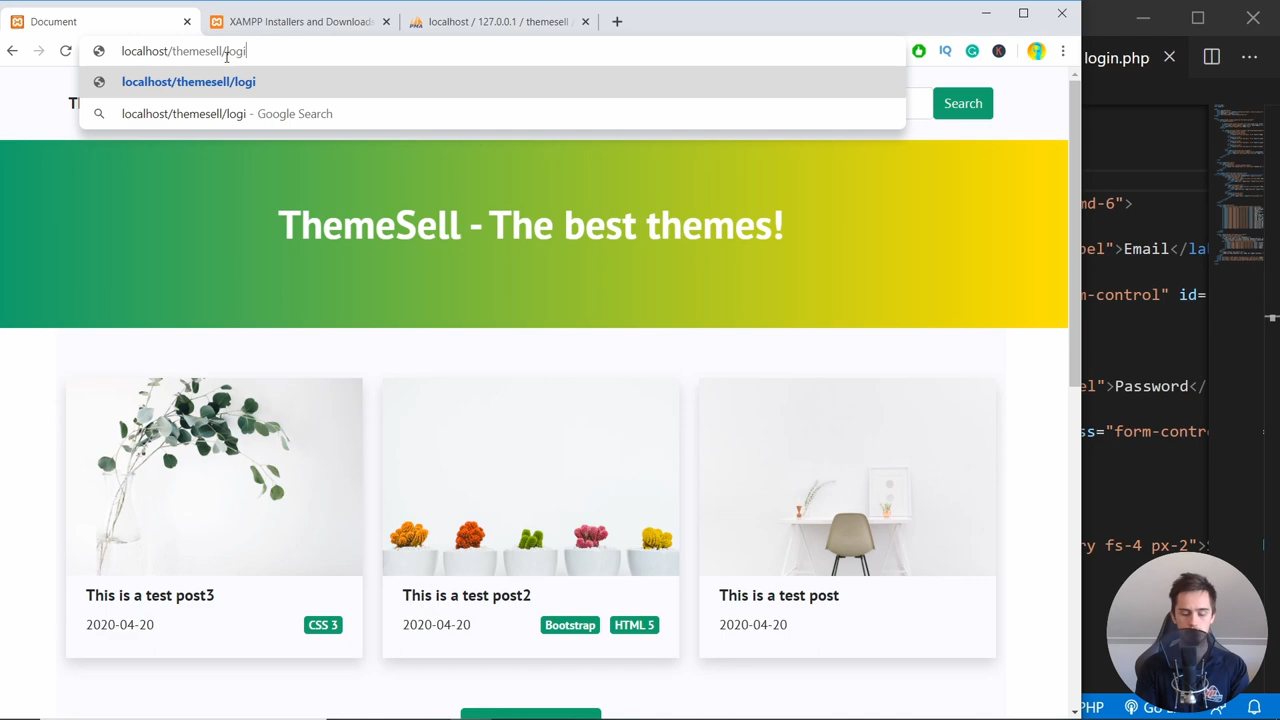 Document
XAMPP Installers and Downloads
localhost / 127.0.0.1 / themesell
localhost/themesell/logi
localhost/themesell/logi
localhost/themesell/logi - Google Search
Search
ThemeSell - The best themes!
This is a test post3
2020-04-20
CSS 3
This is a test post2
2020-04-20
Bootstrap
HTML 5
This is a test post
2020-04-20
login.php
md-6">
">Email</la
-control" id=
">Password</
ss="form-contr
ry fs-4 px-2">
PHP
Go